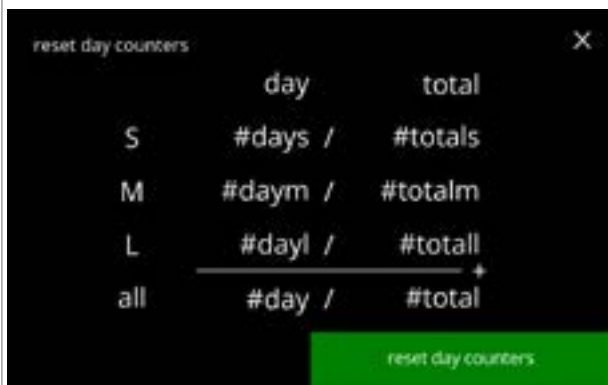 reset day counters ×
day total
S #days / #totals
M #daym / #totalm
L #dayl / #totall
+
all #day / #total
reset day counters